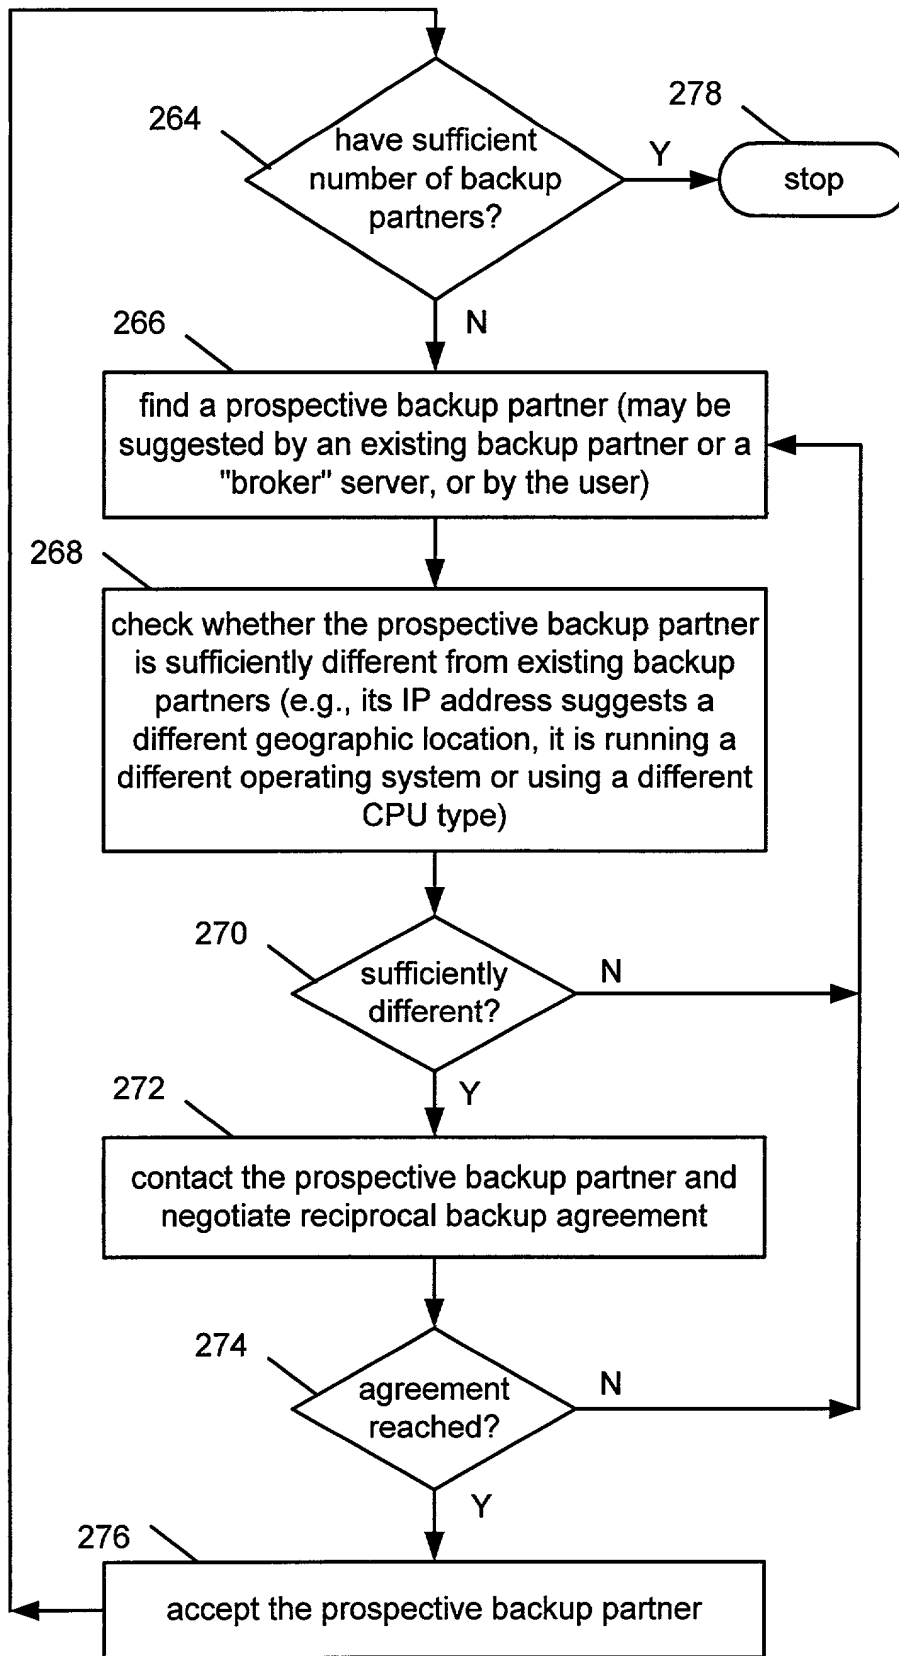 264
have sufficient
number of backup
partners?
Y
278
stop
N
266
find a prospective backup partner (may be
suggested by an existing backup partner or a
"broker" server, or by the user)
268
check whether the prospective backup partner
is sufficiently different from existing backup
partners (e.g., its IP address suggests a
different geographic location, it is running a
different operating system or using a different
CPU type)
270
sufficiently
different?
N
Y
272
contact the prospective backup partner and
negotiate reciprocal backup agreement
274
agreement
reached?
N
Y
276
accept the prospective backup partner